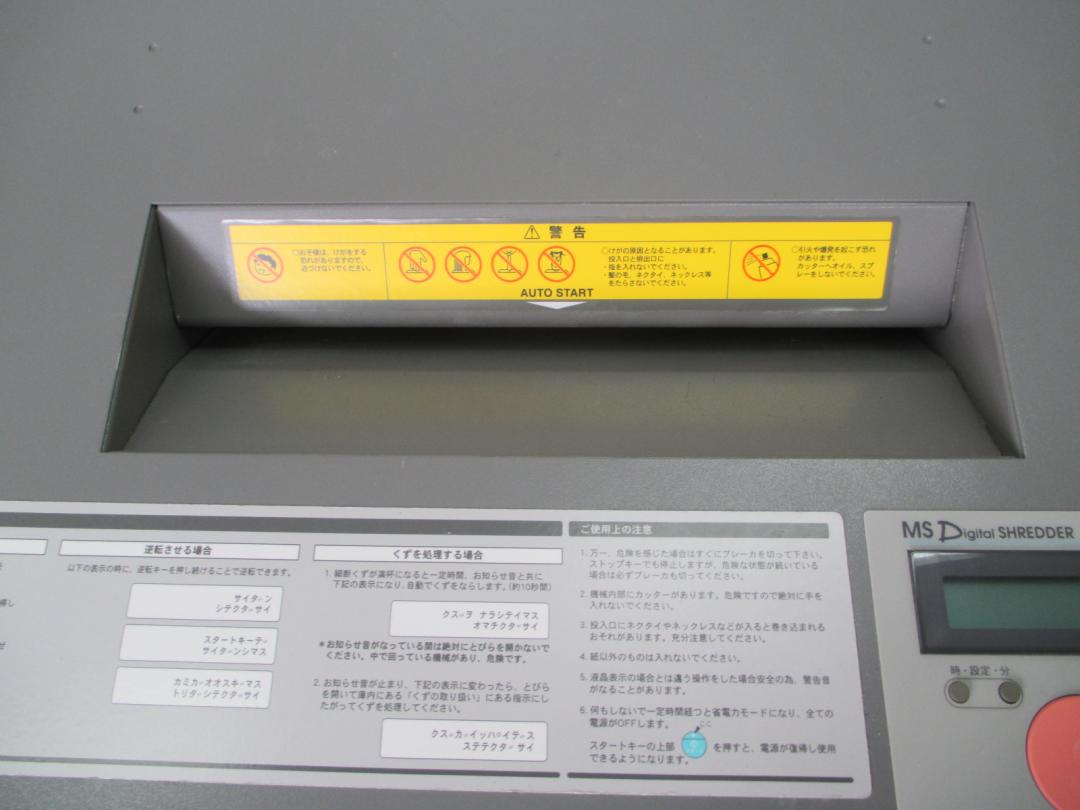 警告
○お子様は、けがをする
恐れがありますので、
近づけないでください。
○けがの原因となることがあります。
投入口と排出口に
・指を入れないでください。
・髪の毛、ネクタイ、ネックレス等
をたらさないでください。
○引火や爆発を起こす恐れ
があります。
カッターへオイル、スプ
レーをしないでください。
AUTO START
逆転させる場合
以下の表示の時に、逆転キーを押し続けることで逆転できます。
サイダン
シテクダサイ
スタートキーデ
サイダンシマス
カミガオオスギマス
トリダシテクダサイ
くずを処理する場合
1. 細断くずが満杯になると一定時間、お知らせ音と共に
下記の表示になり、自動でくずをならします。(約10秒間)
クズヲ ナラシテイマス
オマチクダサイ
*お知らせ音がなっている間は絶対にとびらを開かないで
ください。中で回っている機械があり、危険です。
2. お知らせ音が止まり、下記の表示に変わったら、とびら
を開いて庫内にある「くずの取り扱い」にある指示にし
たがってくずを処理してください。
クズガイッパイデス
ステテクダサイ
ご使用上の注意
1. 万一、危険を感じた場合はすぐにブレーカを切って下さい。
ストップキーでも停止しますが、危険な状態が続いている
場合は必ずブレーカも切ってください。
2. 機械内部にカッターがあります。危険ですので絶対に手を
入れないでください。
3. 投入口にネクタイやネックレスなどが入ると巻き込まれる
おそれがあります。充分注意してください。
4. 紙以外のものは入れないでください。
5. 液晶表示の場合とは違う操作をした場合安全の為、警告音
がなることがあります。
6. 何もしないで一定時間経つと省電力モードになり、全ての
電源がOFFします。
ここ
スタートキーの上部 を押すと、電源が復帰し使用
できるようになります。
MS Digital SHREDDER
時・設定・分